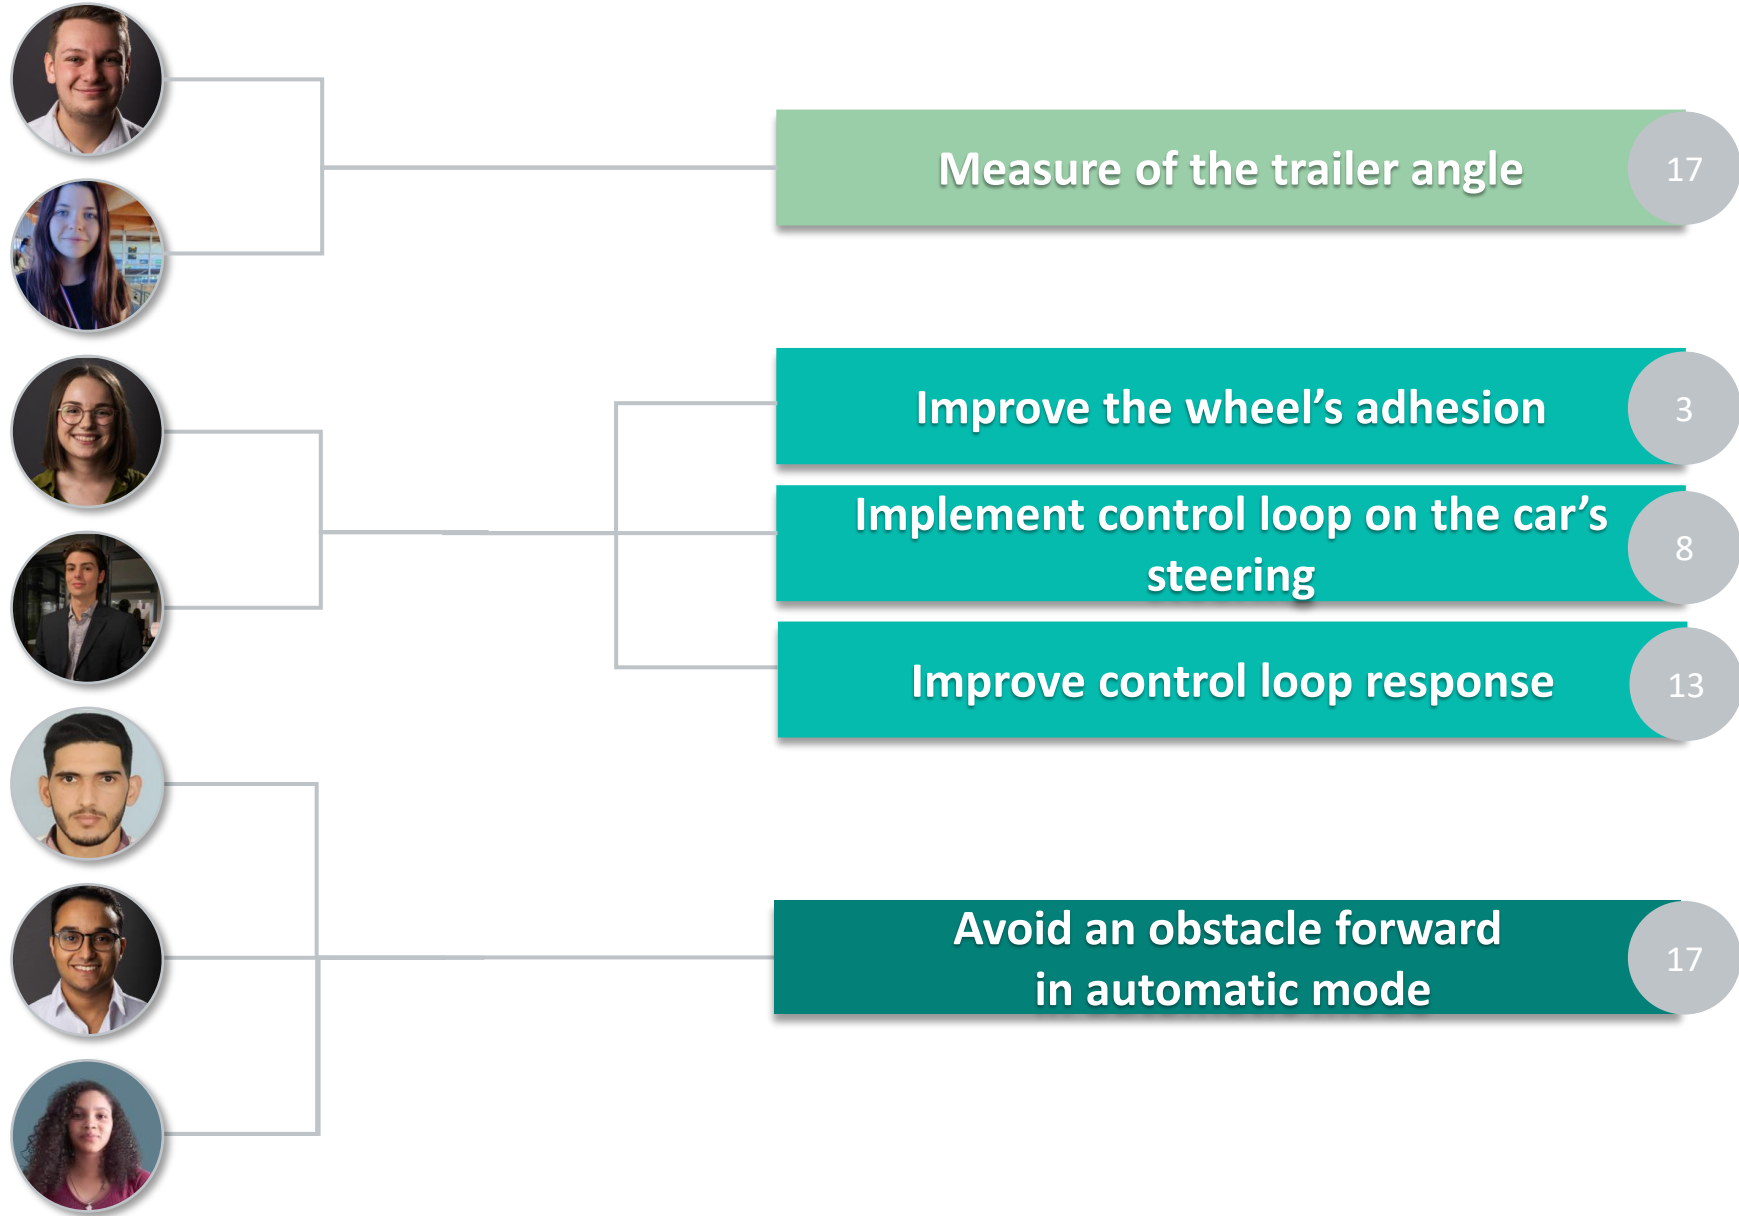 Measure of the trailer angle
17
Improve the wheel’s adhesion
3
Implement control loop on the car’s
steering
8
Improve control loop response
13
Avoid an obstacle forward
in automatic mode
17